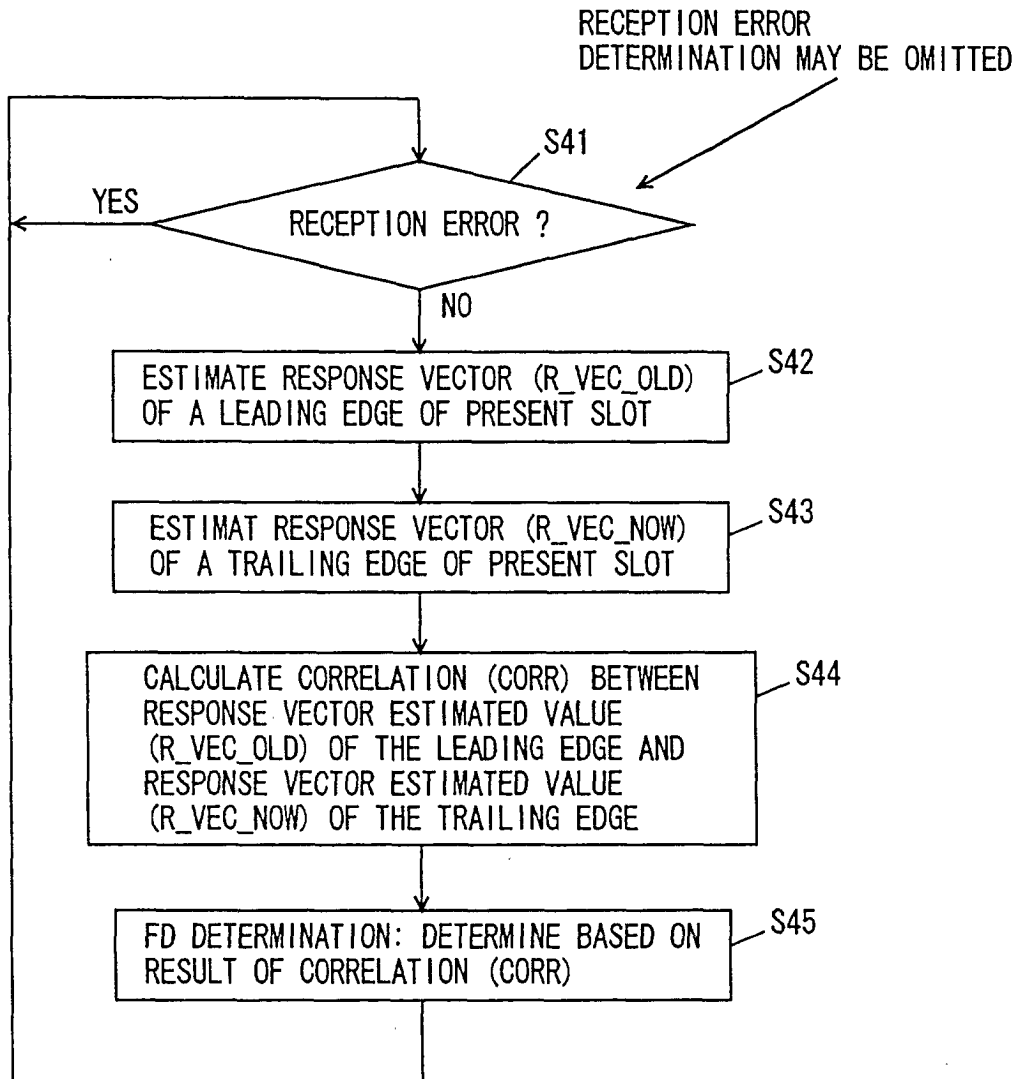 RECEPTION ERROR
DETERMINATION MAY BE OMITTED
S41
YES
RECEPTION ERROR ?
NO
S42
ESTIMATE RESPONSE VECTOR (R_VEC_OLD)
OF A LEADING EDGE OF PRESENT SLOT
S43
ESTIMAT RESPONSE VECTOR (R_VEC_NOW)
OF A TRAILING EDGE OF PRESENT SLOT
S44
CALCULATE CORRELATION (CORR) BETWEEN
RESPONSE VECTOR ESTIMATED VALUE
(R_VEC_OLD) OF THE LEADING EDGE AND
RESPONSE VECTOR ESTIMATED VALUE
(R_VEC_NOW) OF THE TRAILING EDGE
S45
FD DETERMINATION: DETERMINE BASED ON
RESULT OF CORRELATION (CORR)